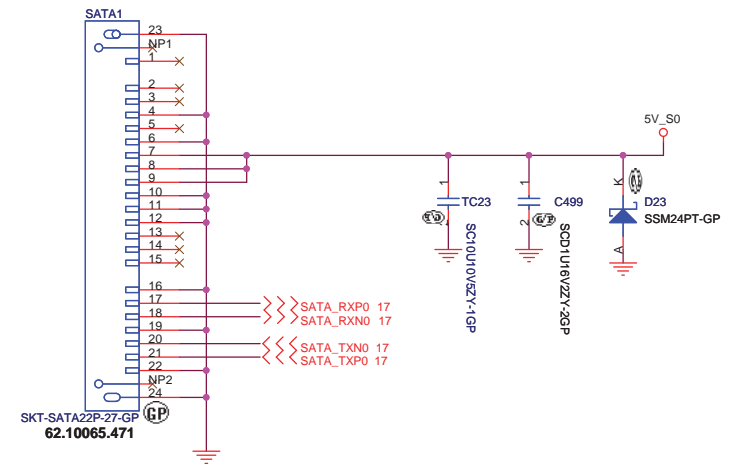 SATA1
23
NP1
1
2
3
4
5
6
7
8
9
10
11
12
13
14
15
16
17
18
19
20
21
22
NP2
24
SKT-SATA22P-27-GP
62.10065.471
GP
SATA_RXP0 17
SATA_RXN0 17
SATA_TXN0 17
SATA_TXP0 17
5V_S0
1
TC23
SC10U10V5ZY-1GP
1
2
C499
SCD1U16V2ZY-2GP
K
A
D23
SSM24PT-GP